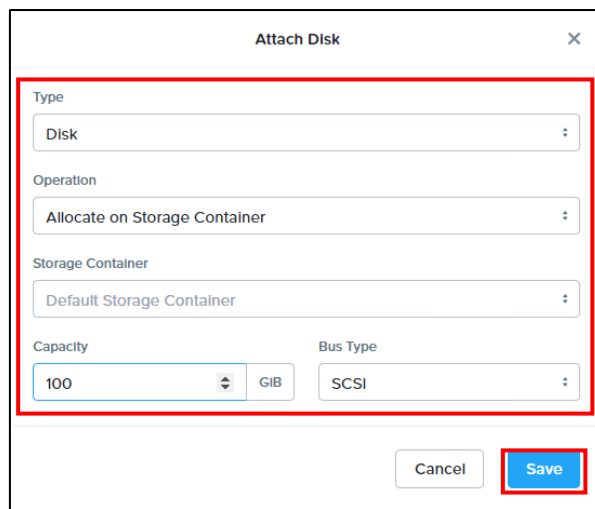 Attach Disk
Type
Disk
Operation
Allocate on Storage Container
Storage Container
Default Storage Container
Capacity Bus Type
100 GIB SCSI
Cancel Save